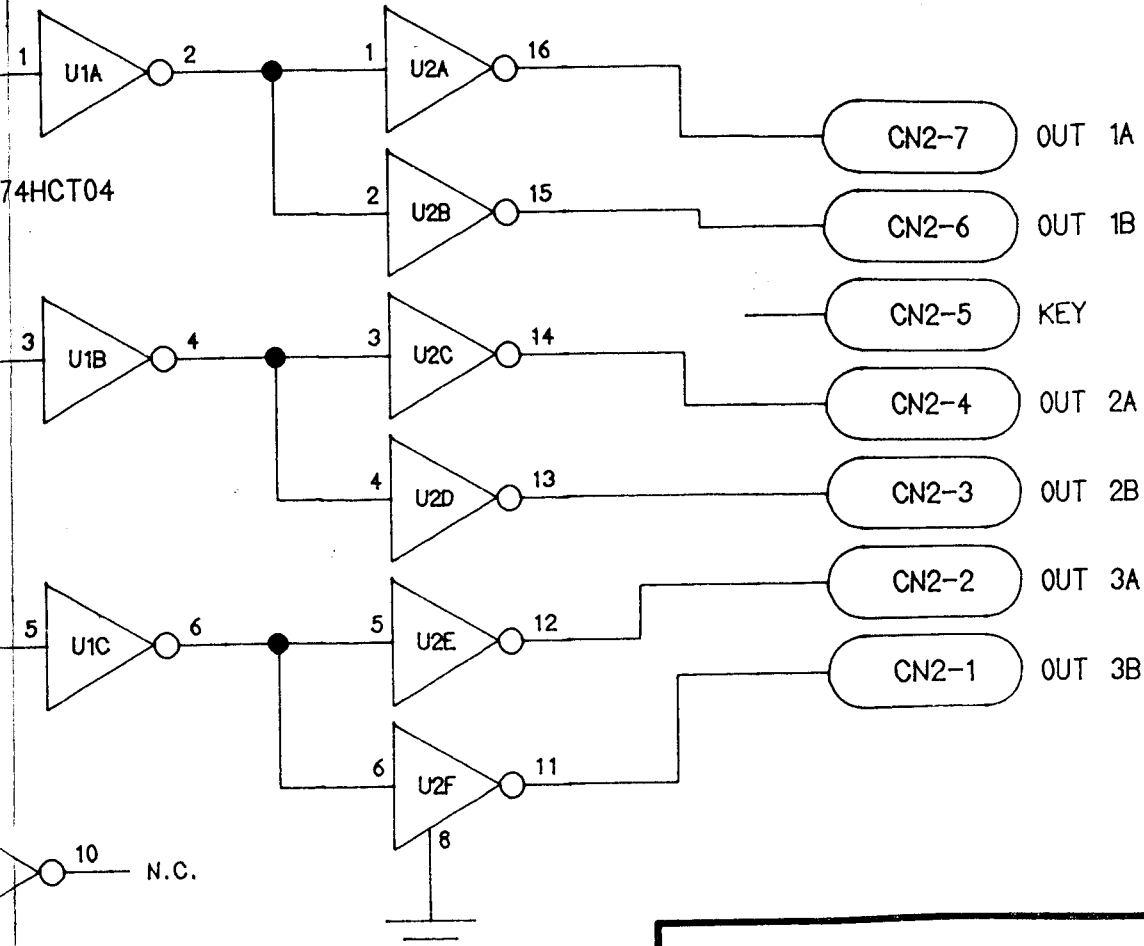 1 U1A 2 1 U2A 16
CN2-7 OUT 1A
74HCT04
2 U2B 15
CN2-6 OUT 1B
CN2-5 KEY
3 U1B 4 3 U2C 14
CN2-4 OUT 2A
4 U2D 13
CN2-3 OUT 2B
CN2-2 OUT 3A
5 U1C 6 5 U2E 12
CN2-1 OUT 3B
6 U2F 11
8
10 N.C.